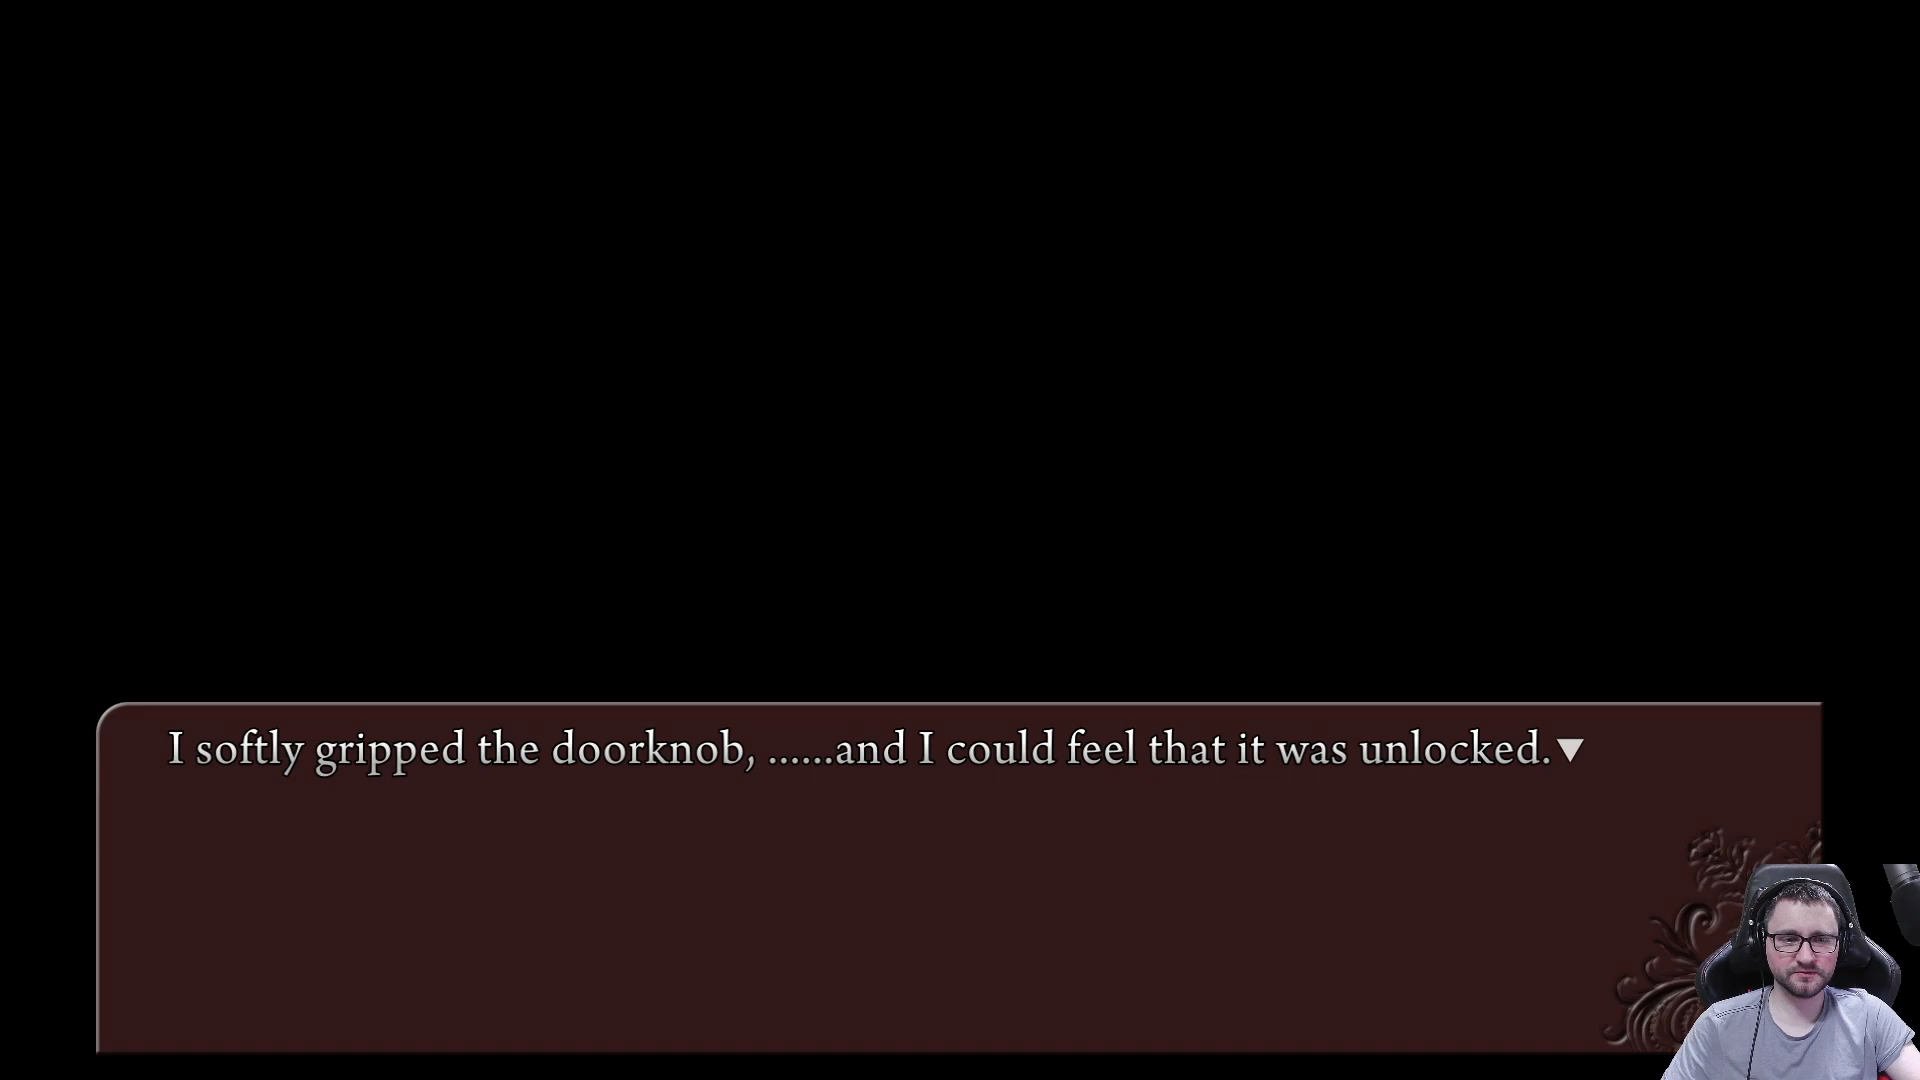 I softly gripped the doorknob, ......and I could feel that it was unlocked.▼